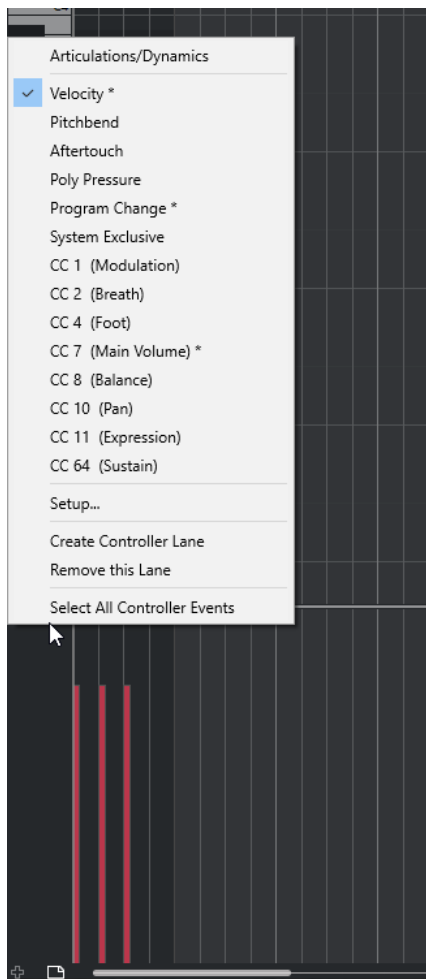 Articulations/Dynamics
Velocity *
Pitchbend
Aftertouch
Poly Pressure
Program Change *
System Exclusive
CC 1 (Modulation)
CC 2 (Breath)
CC 4 (Foot)
CC 7 (Main Volume) *
CC 8 (Balance)
CC 10 (Pan)
CC 11 (Expression)
CC 64 (Sustain)
Setup...
Create Controller Lane
Remove this Lane
Select All Controller Events